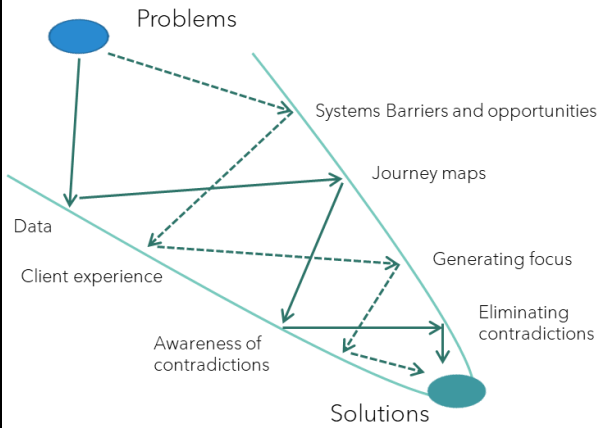 Problems
Systems Barriers and opportunities
Journey maps
Data
Generating focus
Client experience
Eliminating
contradictions
Awareness of
contradictions
Solutions